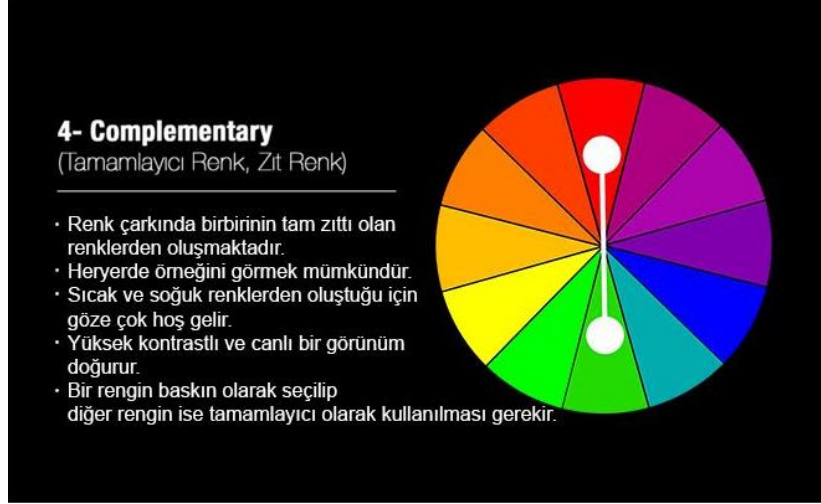 4- Complementary
(Tamamlayıcı Renk, Zıt Renk)
· Renk çarkında birbirinin tam zıttı olan
renklerden oluşmaktadır.
· Heryerde örneğini görmek mümkündür.
· Sıcak ve soğuk renklerden oluştuğu için
göze çok hoş gelir.
· Yüksek kontrastlı ve canlı bir görünüm
doğurur.
· Bir rengin baskın olarak seçilip
diğer rengin ise tamamlayıcı olarak kullanılması gerekir.